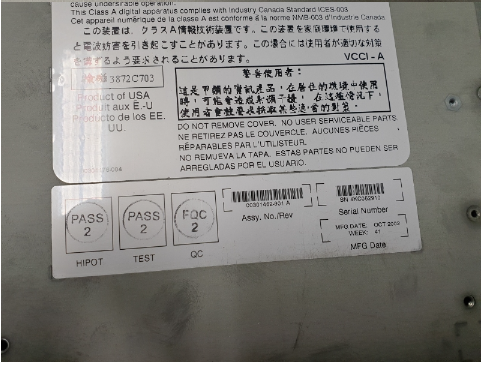 cause undesirable operation.
This Class A digital apparatus complies with Industry Canada Standard ICES-003.
Cet appareil numérique de la classe A est conforme à la norme NMB-003 d'Industrie Canada
この装置は、クラスA情報技術装置です。この装置を家庭環境で使用する
と電波妨害を引き起こすことがあります。この場合には使用者が適切な対策
を講ずるよう要求されることがあります。
VCCI - A
3872C703
Product of USA
Produit aux E.-U
Producto de los EE.
UU.
警告使用者:
這是甲類的資訊產品,在居住的環境中使用
時,可能會造成射頻干擾,在這種情況下,
使用者會被要求採取某些適當的對策。
DO NOT REMOVE COVER. NO USER SERVICEABLE PARTS.
NE RETIREZ PAS LE COUVERCLE. AUCUNES PIÈCES
RÉPARABLES PAR L'UTILISTEUR.
NO REMUEVA LA TAPA. ESTAS PARTES NO PUEDEN SER
ARREGLADAS POR EL USUARIO.
PASS
2
HIPOT
PASS
2
TEST
FQC
2
QC
Assy. No./Rev
Serial Number
MFG DATE: OCT 2002
WEEK: 41
MFG Date